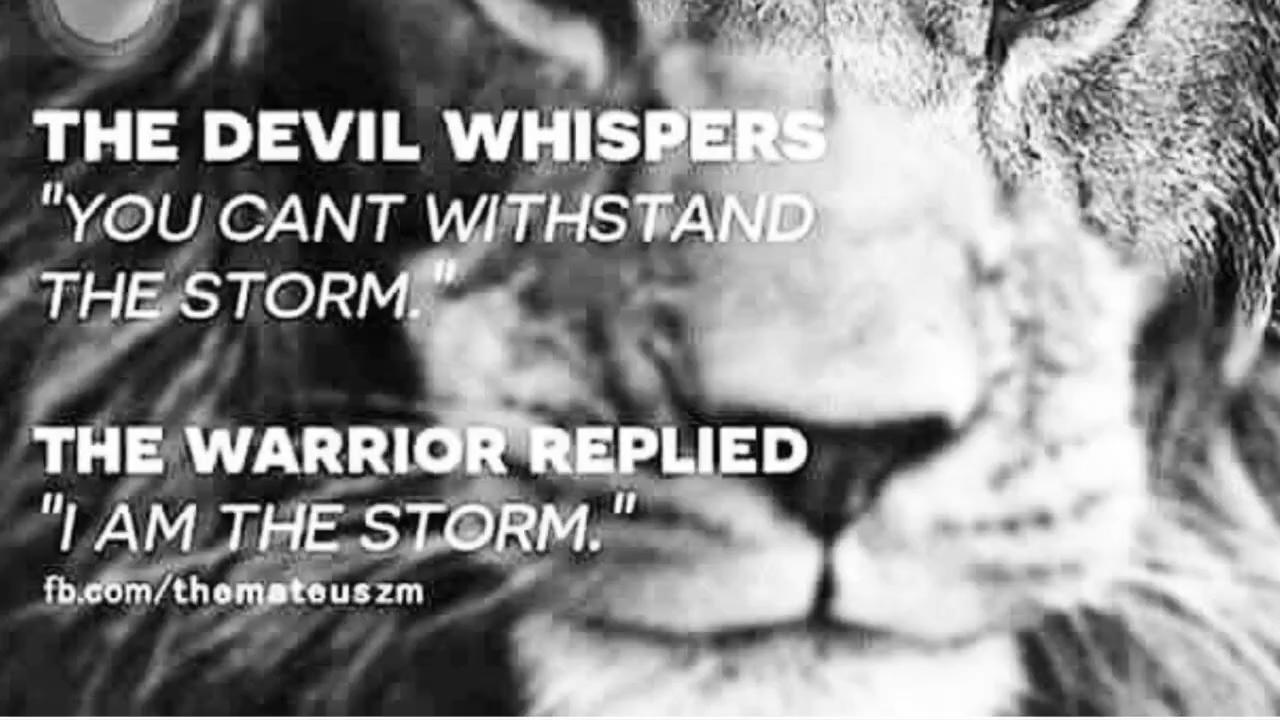 THE DEVIL WHISPERS
"YOU CANT WITHSTAND
THE STORM."
THE WARRIOR REPLIED
"I AM THE STORM."
fb.com/themateuszm